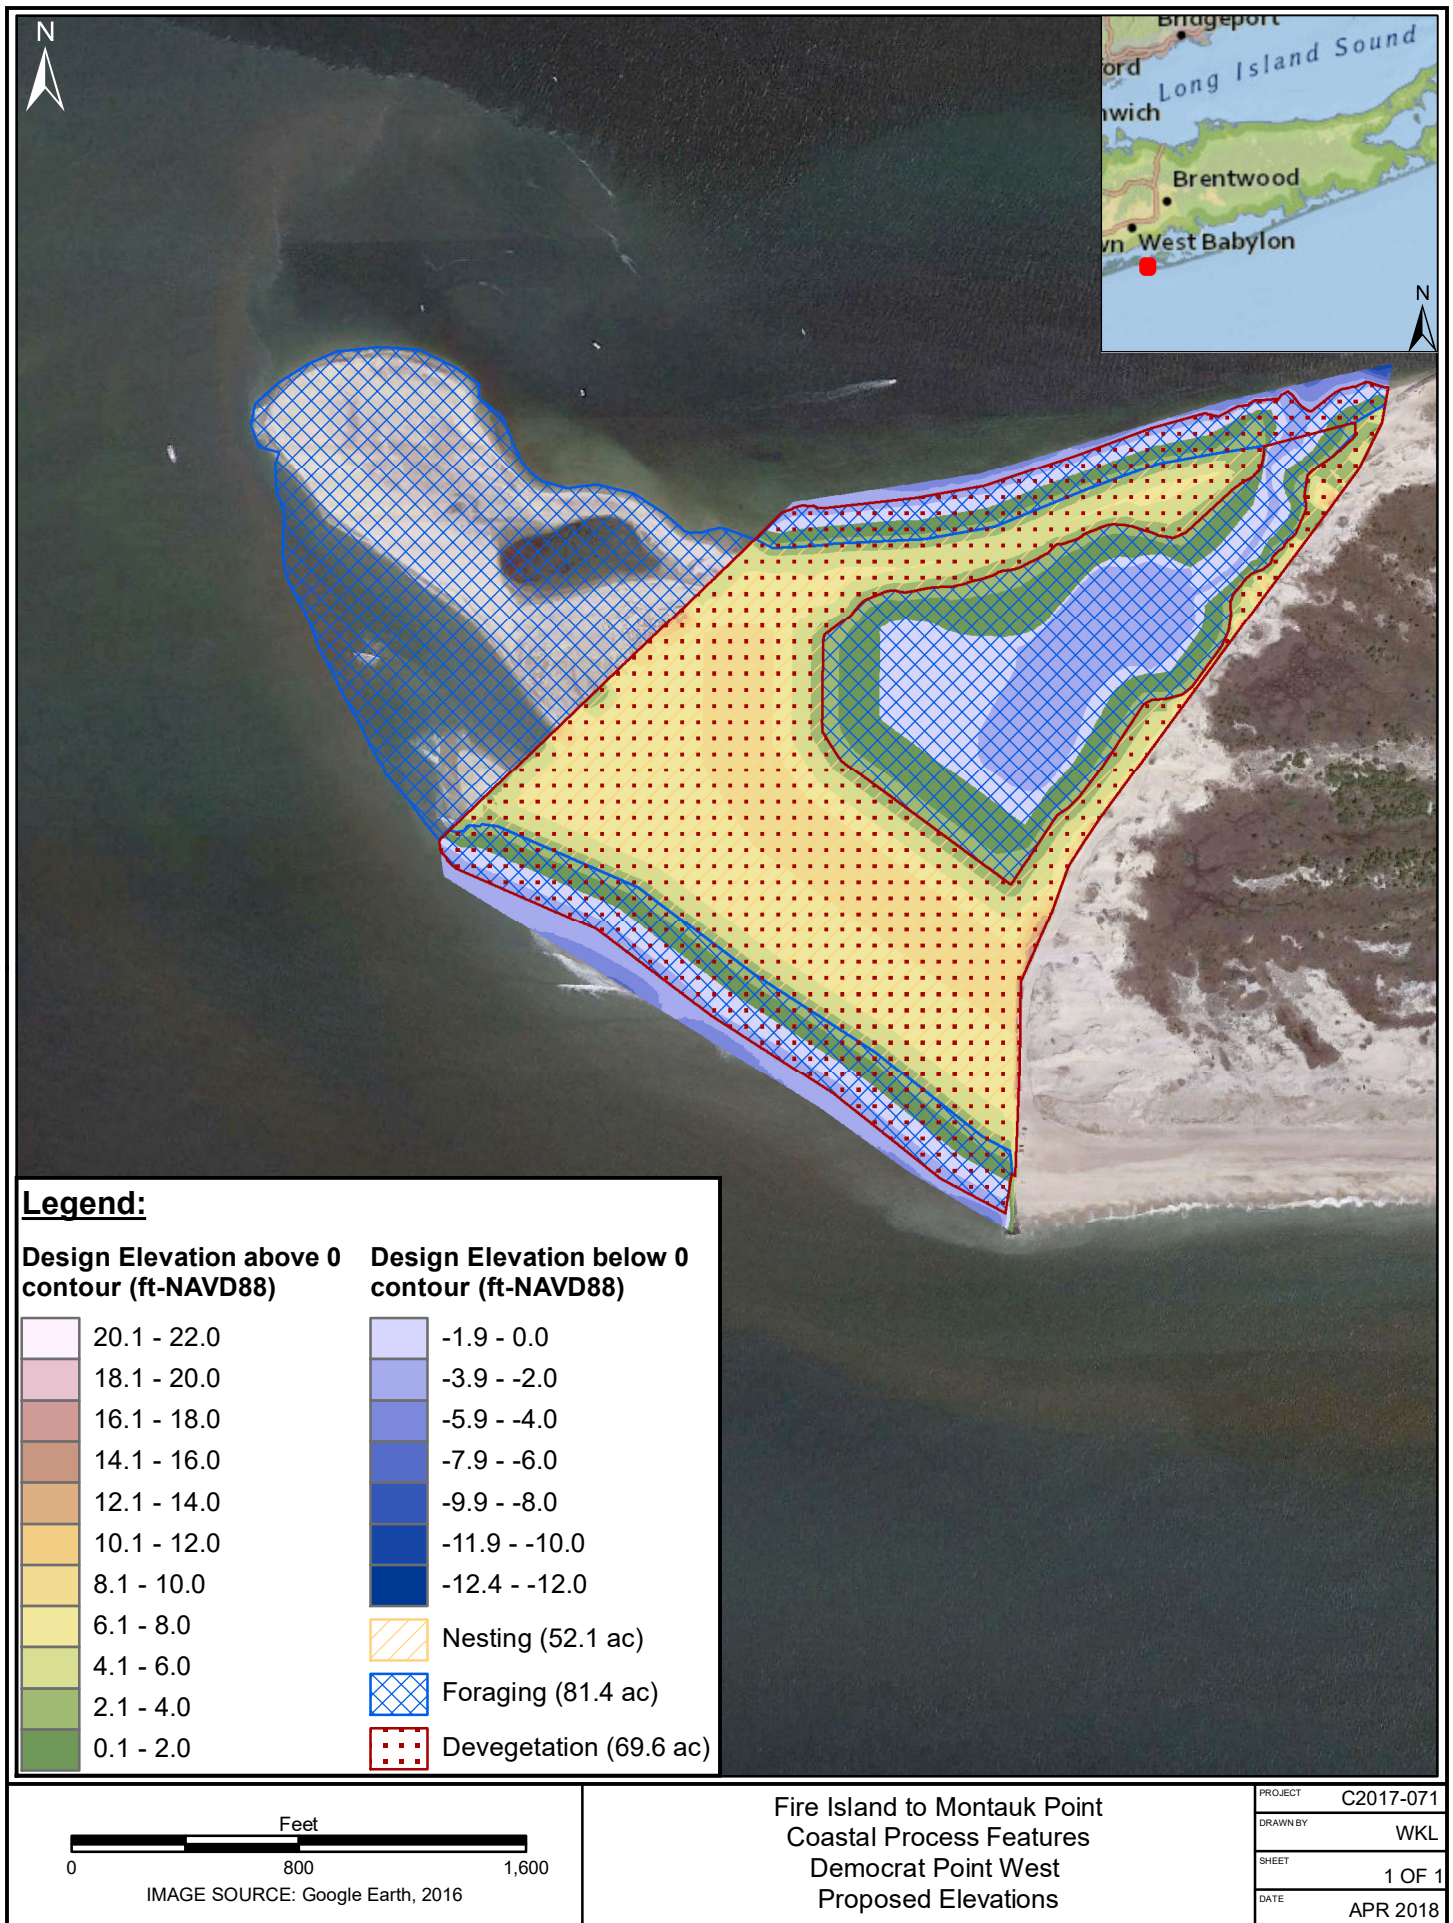 N
Bridgeport
ord
Long Island Sound
nwich
Brentwood
wn
West Babylon
N
Legend:
Design Elevation above 0
contour (ft-NAVD88)
20.1 - 22.0
18.1 - 20.0
16.1 - 18.0
14.1 - 16.0
12.1 - 14.0
10.1 - 12.0
8.1 - 10.0
6.1 - 8.0
4.1 - 6.0
2.1 - 4.0
0.1 - 2.0
Design Elevation below 0
contour (ft-NAVD88)
-1.9 - 0.0
-3.9 - -2.0
-5.9 - -4.0
-7.9 - -6.0
-9.9 - -8.0
-11.9 - -10.0
-12.4 - -12.0
Nesting (52.1 ac)
Foraging (81.4 ac)
Devegetation (69.6 ac)
Feet
0 800 1,600
IMAGE SOURCE: Google Earth, 2016
Fire Island to Montauk Point
Coastal Process Features
Democrat Point West
Proposed Elevations
PROJECT C2017-071
DRAWN BY WKL
SHEET 1 OF 1
DATE APR 2018